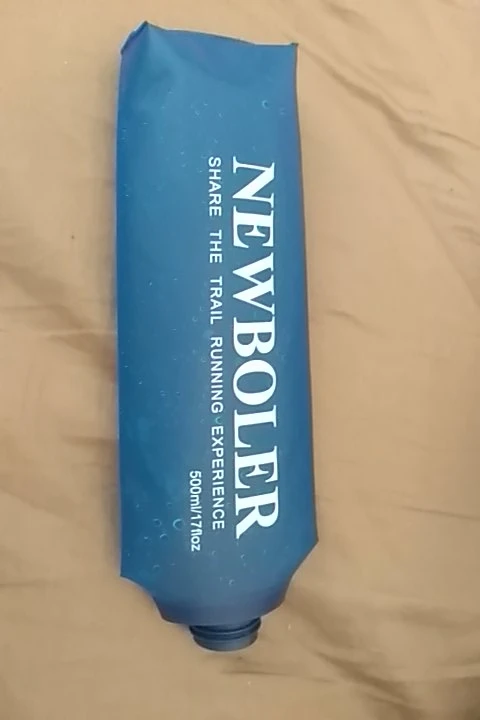 NEWBOLER
SHARE THE TRAIL RUNNING EXPERIENCE
500ml/17floz